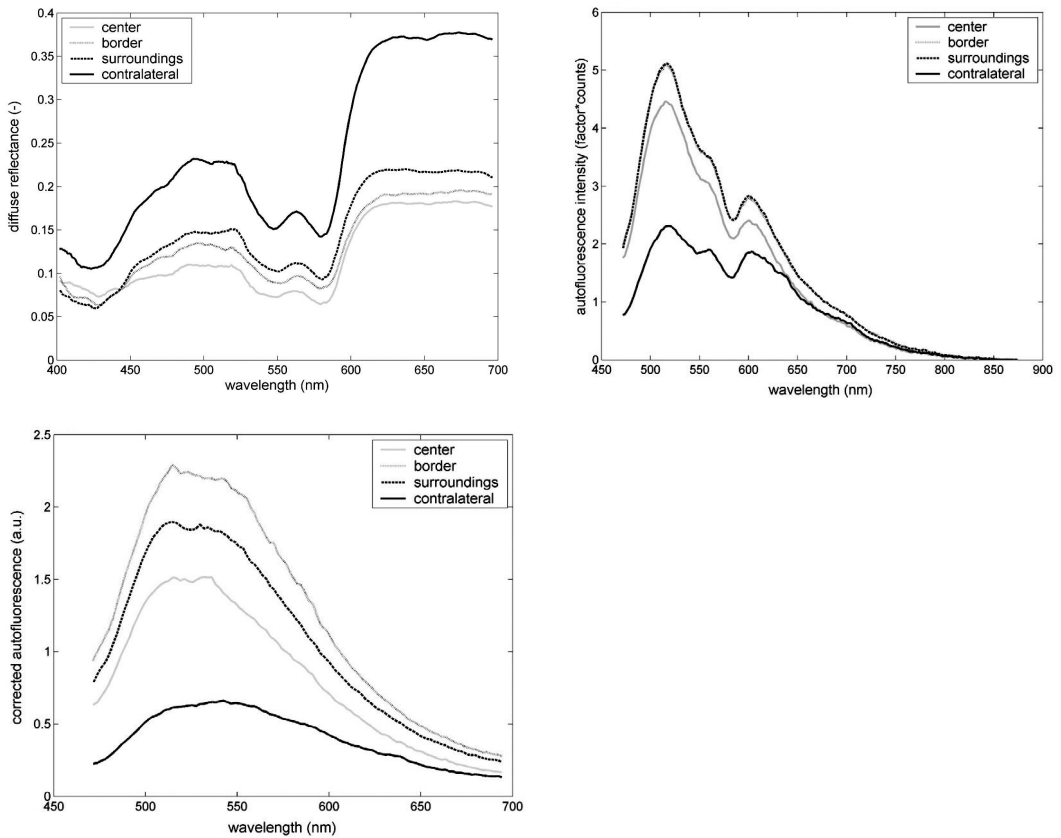 center
border
surroundings
contralateral
diffuse reflectance (-)
0.4
0.35
0.3
0.25
0.2
0.15
0.1
0.05
0
400 450 500 550 600 650 700
wavelength (nm)
center
border
surroundings
contralateral
autofluorescence intensity (factor*counts)
6
5
4
3
2
1
0
450 500 550 600 650 700 750 800 850 900
wavelength (nm)
center
border
surroundings
contralateral
corrected autofluorescence (a.u.)
2.5
2
1.5
1
0.5
0
450 500 550 600 650 700
wavelength (nm)